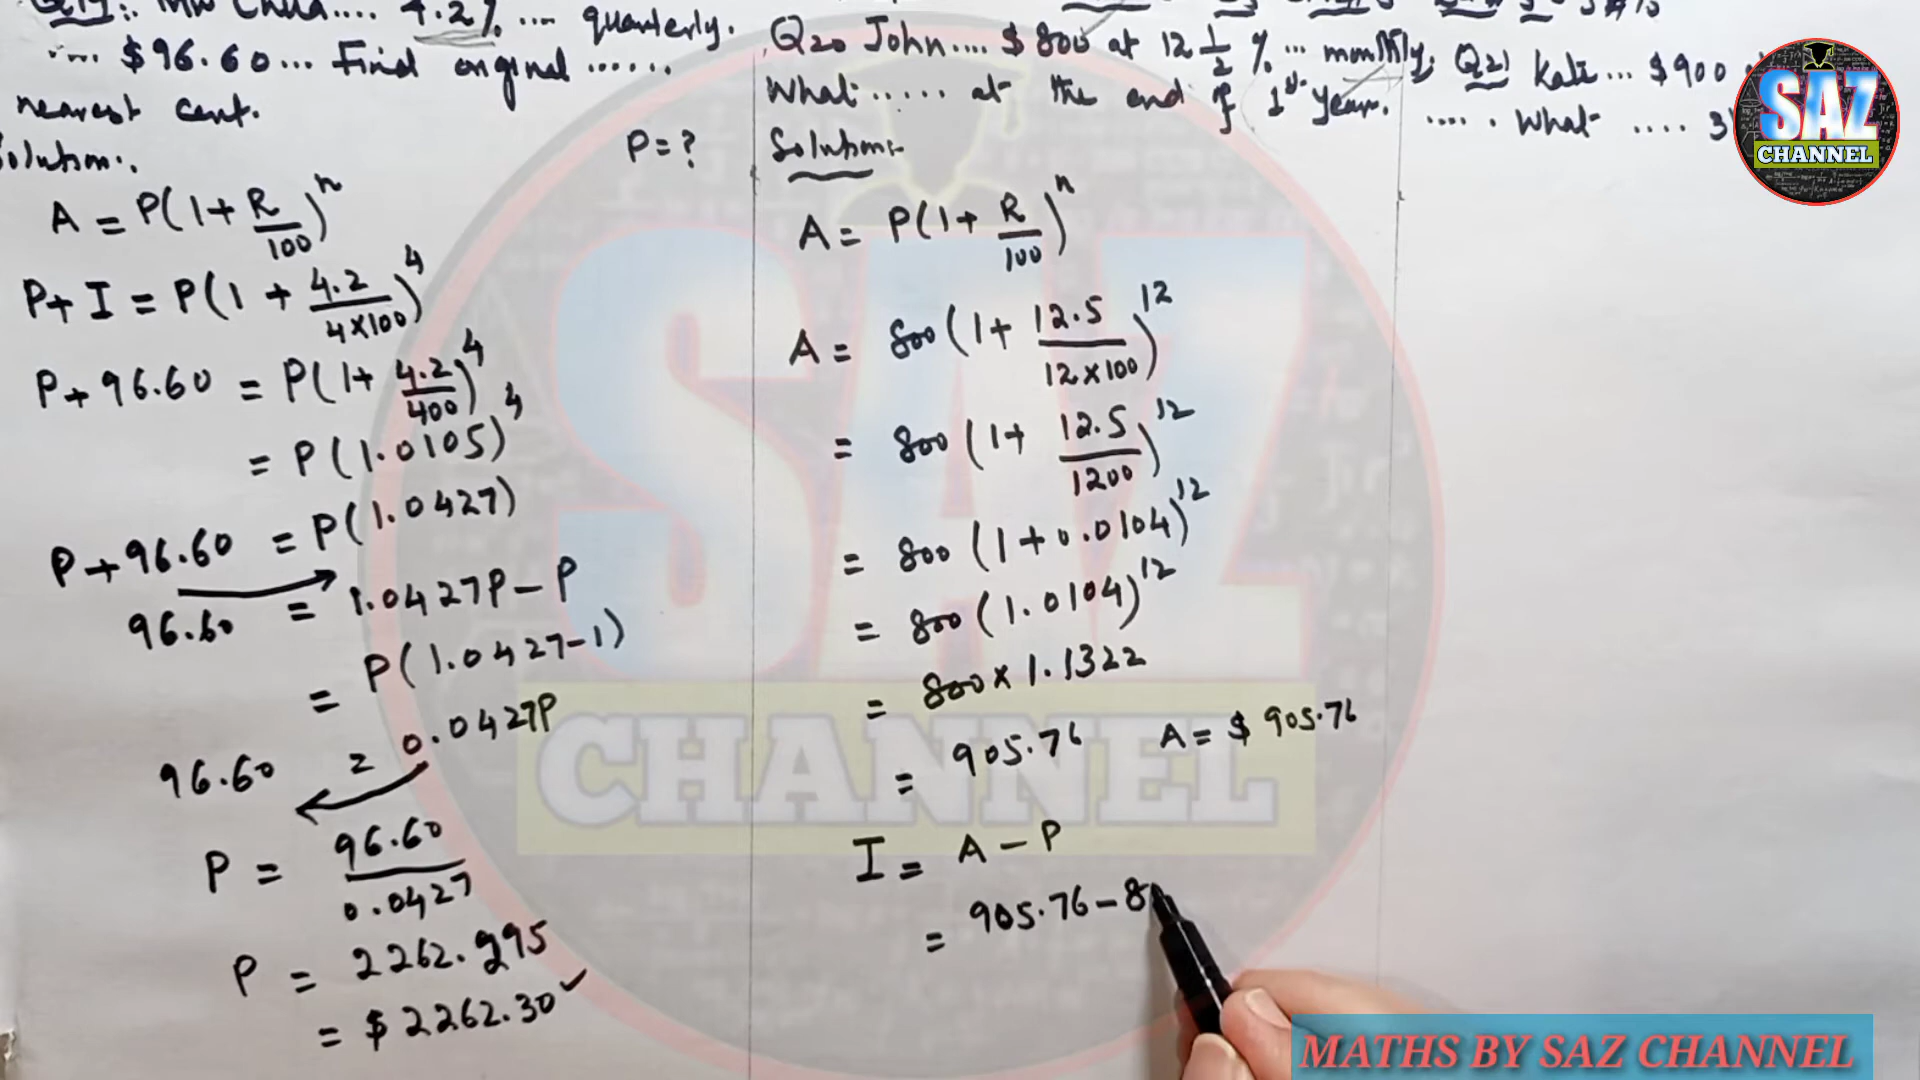 4.2% .... quarterly.
.... $96.60... Find original ......
nearest cent.
Solution:.
P = ?
A = P(1+ R/100)^n
P+ I = P(1 + 4.2/4×100)^4
P+96.60 = P(1+ 4.2/400)^4
= P(1.0105)^4
P+96.60 = P(1.0427)
96.60 = 1.0427P - P
= P(1.0427-1)
96.60 = 0.0427P
P = 96.60/0.0427
P = 2262.295
= $2262.30 ✓
Q20 John.... $800 at 12 1/2 % ... monthly.
What...... at the end of 1st year.
Solution:-
A = P(1+ R/100)^n
A = 800(1+ 12.5/12×100)^12
= 800(1+ 12.5/1200)^12
= 800(1+0.0104)^12
= 800(1.0104)^12
= 800×1.1322
= 905.76 A = $ 905.76
I = A - P
= 905.76-8
Q21 Kate... $900
..... What ....
SAZ
CHANNEL
SAZ
CHANNEL
MATHS BY SAZ CHANNEL